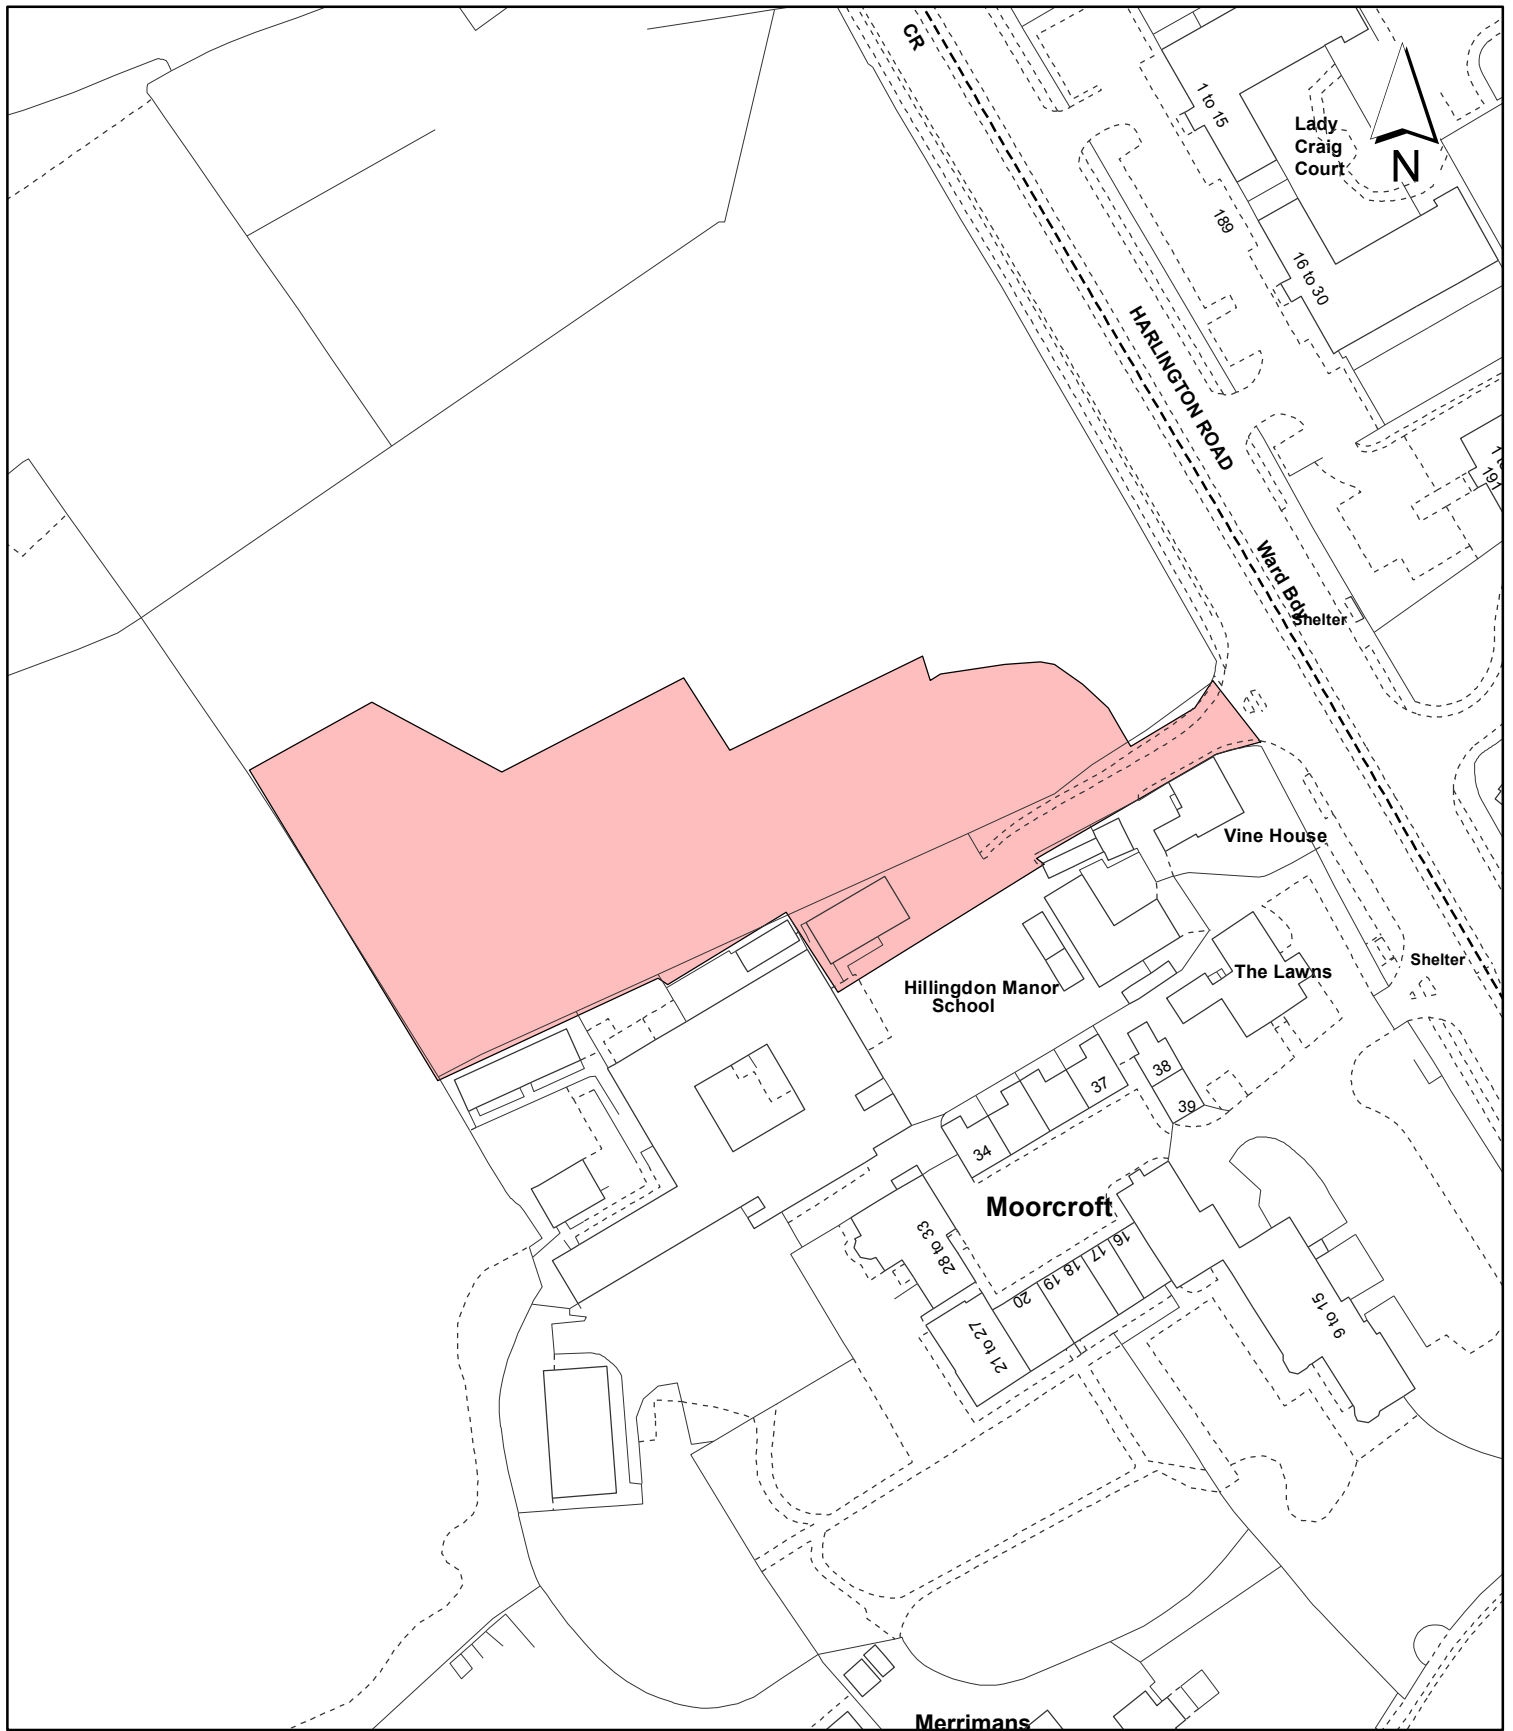 CR
1 to 15
Lady
Craig
Court
N
189
16 to 30
HARLINGTON ROAD
191
Ward Bdy
Shelter
Vine House
Shelter
The Lawns
Hillingdon Manor
School
37
38
39
34
Moorcroft
28 to 33
16
17
18
19
20
21 to 27
9 to 15
Merrimans